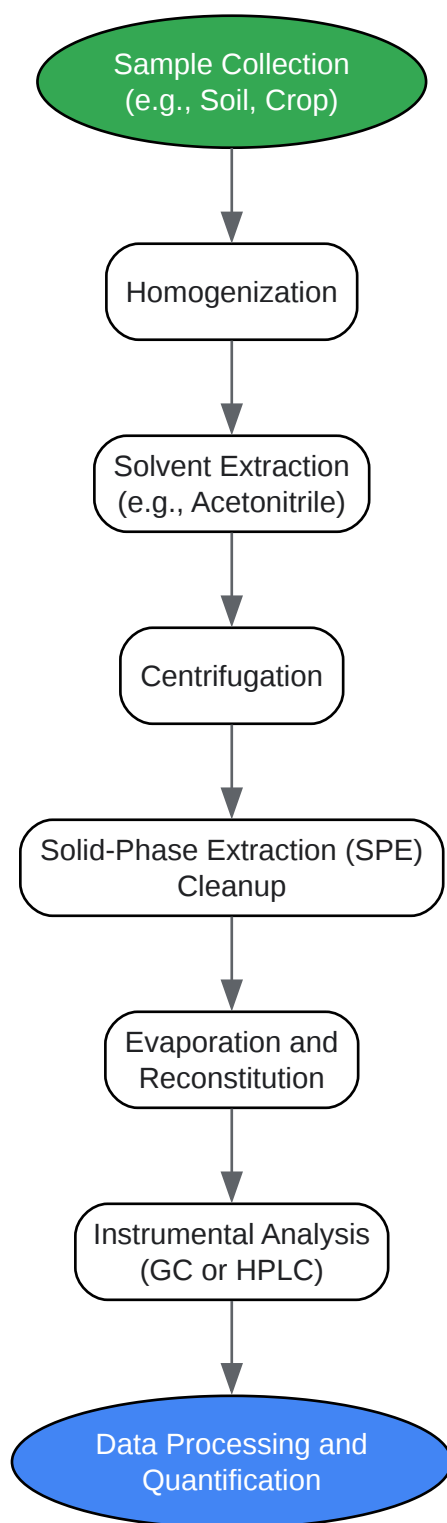 Sample Collection
(e.g., Soil, Crop)
Homogenization
Solvent Extraction
(e.g., Acetonitrile)
Centrifugation
Solid-Phase Extraction (SPE)
Cleanup
Evaporation and
Reconstitution
Instrumental Analysis
(GC or HPLC)
Data Processing and
Quantification